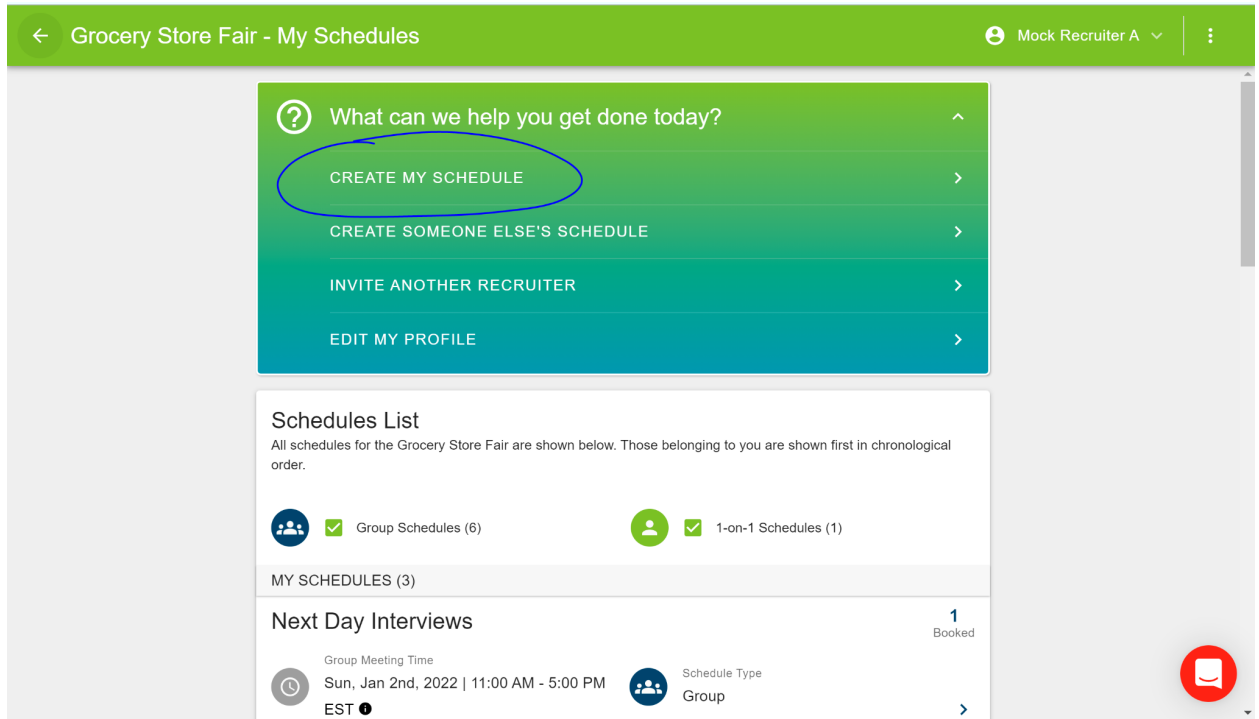 Grocery Store Fair - My Schedules
Mock Recruiter A
What can we help you get done today?
CREATE MY SCHEDULE
CREATE SOMEONE ELSE'S SCHEDULE
INVITE ANOTHER RECRUITER
EDIT MY PROFILE
Schedules List
All schedules for the Grocery Store Fair are shown below. Those belonging to you are shown first in chronological
order.
Group Schedules (6)
1-on-1 Schedules (1)
MY SCHEDULES (3)
Next Day Interviews
1
Booked
Group Meeting Time
Sun, Jan 2nd, 2022 | 11:00 AM - 5:00 PM
EST
Schedule Type
Group